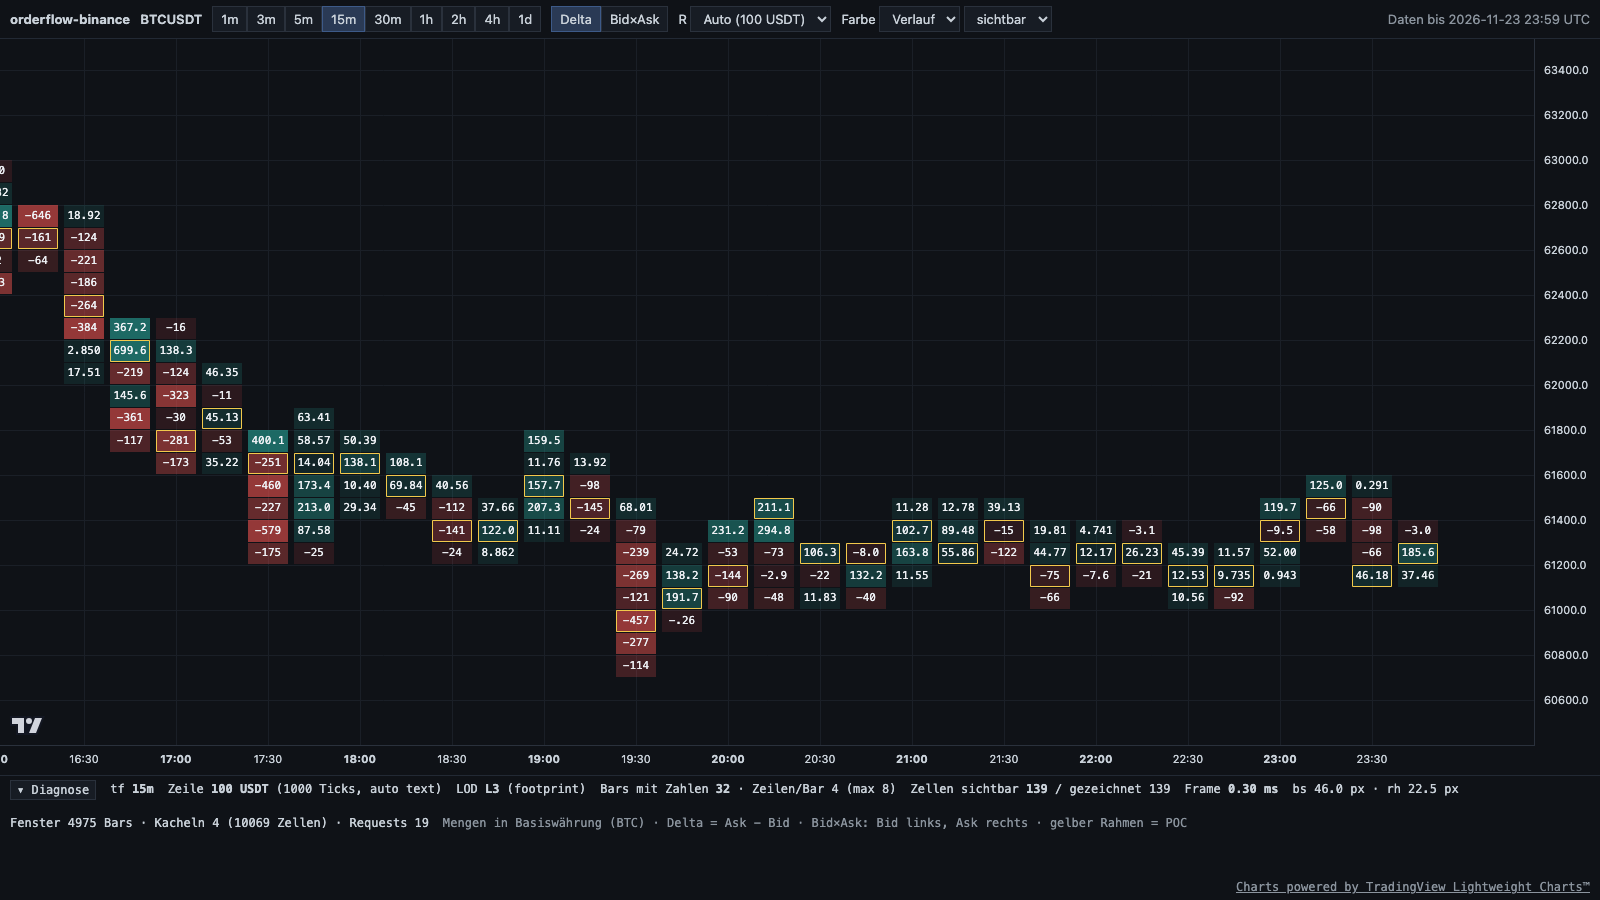 orderflow-binance BTCUSDT 1m 3m 5m 15m 30m 1h 2h 4h 1d Delta Bid×Ask R Auto (100 USDT) Farbe Verlauf sichtbar Daten bis 2026-11-23 23:59 UTC
63400.0
63200.0
0 63000.0
32
8 −646 18.92 62800.0
9 −161 −124
−64 −221 62600.0
3 −186
−264 62400.0
−384 367.2 −16
2.850 699.6 138.3 62200.0
17.51 −219 −124 46.35
145.6 −323 −11 62000.0
−361 −30 45.13 63.41
−117 −281 −53 400.1 58.57 50.39 159.5 61800.0
−173 35.22 −251 14.04 138.1 108.1 11.76 13.92
−460 173.4 10.40 69.84 40.56 157.7 −98 125.0 0.291 61600.0
−227 213.0 29.34 −45 −112 37.66 207.3 −145 68.01 211.1 11.28 12.78 39.13 119.7 −66 −90
−579 87.58 −141 122.0 11.11 −24 −79 231.2 294.8 102.7 89.48 −15 19.81 4.741 −3.1 −9.5 −58 −98 −3.0 61400.0
−175 −25 −24 8.862 −239 24.72 −53 −73 106.3 −8.0 163.8 55.86 −122 44.77 12.17 26.23 45.39 11.57 52.00 −66 185.6
−269 138.2 −144 −2.9 −22 132.2 11.55 −75 −7.6 −21 12.53 9.735 0.943 46.18 37.46 61200.0
−121 191.7 −90 −48 11.83 −40 −66 10.56 −92
−457 −.26 61000.0
−277
−114 60800.0
60600.0
0 16:30 17:00 17:30 18:00 18:30 19:00 19:30 20:00 20:30 21:00 21:30 22:00 22:30 23:00 23:30
▾ Diagnose tf 15m Zeile 100 USDT (1000 Ticks, auto text) LOD L3 (footprint) Bars mit Zahlen 32 · Zeilen/Bar 4 (max 8) Zellen sichtbar 139 / gezeichnet 139 Frame 0.30 ms bs 46.0 px · rh 22.5 px
Fenster 4975 Bars · Kacheln 4 (10069 Zellen) · Requests 19 Mengen in Basiswährung (BTC) · Delta = Ask − Bid · Bid×Ask: Bid links, Ask rechts · gelber Rahmen = POC
Charts powered by TradingView Lightweight Charts™